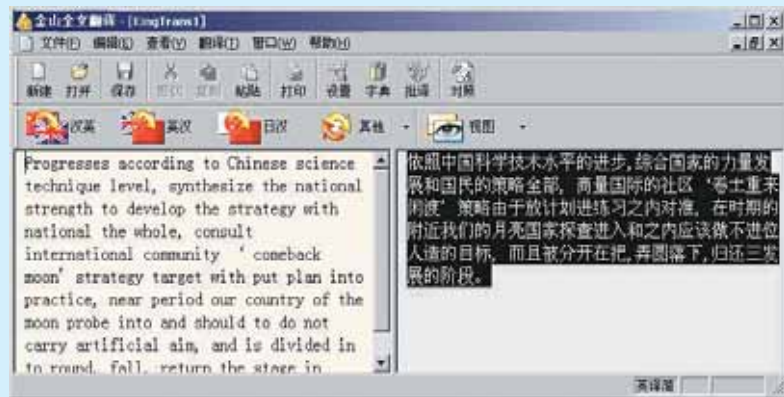 金山全文翻译 - [KingTrans1]
文件(F) 编辑(E) 查看(V) 翻译(T) 窗口(W) 帮助(H)
新建 打开 保存 剪切 复制 粘贴 打印 设置 字典 批译 对照
汉英 英汉 日汉 其他 视图
Progresses according to Chinese science
technique level, synthesize the national
strength to develop the strategy with
national the whole, consult
international community ‘ comeback
moon’ strategy target with put plan into
practice, near period our country of the
moon probe into and should to do not
carry artificial aim, and is divided in
to round, fall, return the stage in
依照中国科学技术水平的进步,综合国家的力量发
展和国民的策略全部, 商量国际的社区 ‘卷土重来
闲渡’策略由于放计划进练习之内对准, 在时期的
附近我们的月亮国家探查进入和之内应该做不进位
人造的目标, 而且被分开在把,弄圆落下,归还三发
展的阶段。